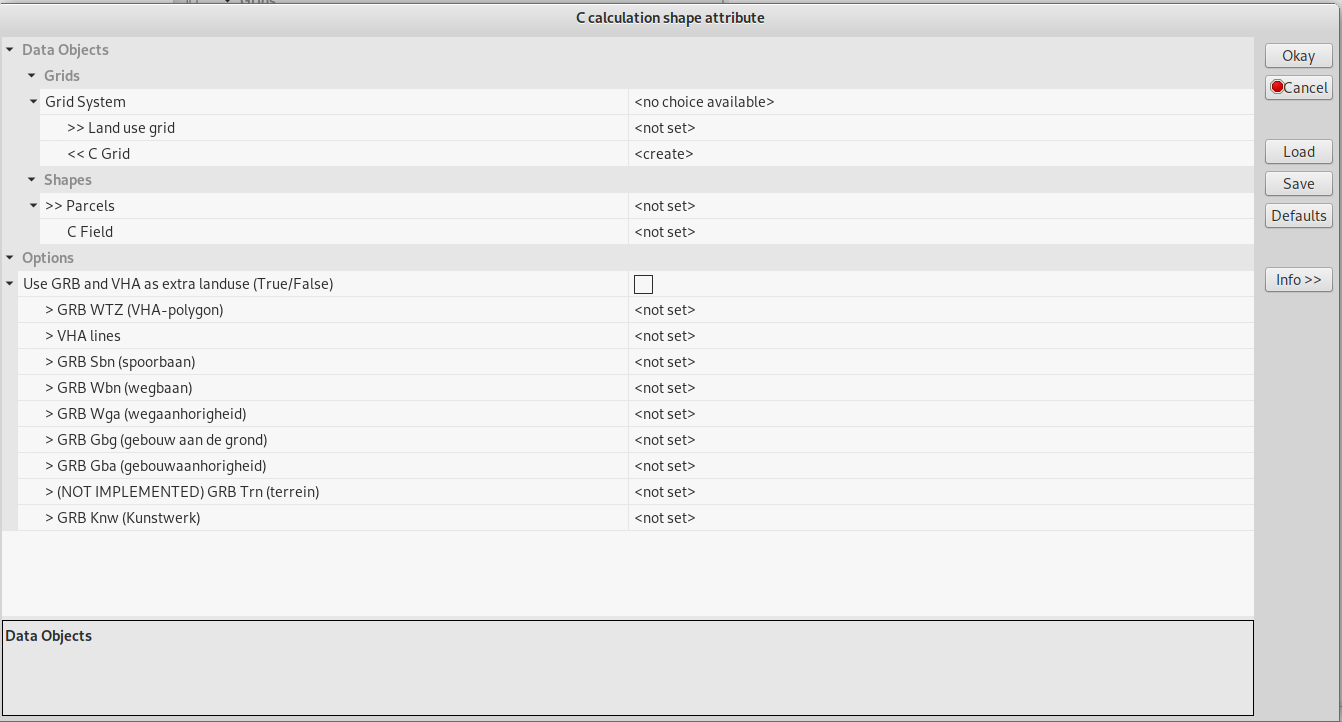 C calculation shape attribute
Data Objects
Grids
Grid System <no choice available>
>> Land use grid <not set>
<< C Grid <create>
Shapes
>> Parcels <not set>
C Field <not set>
Options
Use GRB and VHA as extra landuse (True/False)
> GRB WTZ (VHA-polygon) <not set>
> VHA lines <not set>
> GRB Sbn (spoorbaan) <not set>
> GRB Wbn (wegbaan) <not set>
> GRB Wga (wegaanhorigheid) <not set>
> GRB Gbg (gebouw aan de grond) <not set>
> GRB Gba (gebouwaanhorigheid) <not set>
> (NOT IMPLEMENTED) GRB Trn (terrein) <not set>
> GRB Knw (Kunstwerk) <not set>
Data Objects
Okay
Cancel
Load
Save
Defaults
Info >>